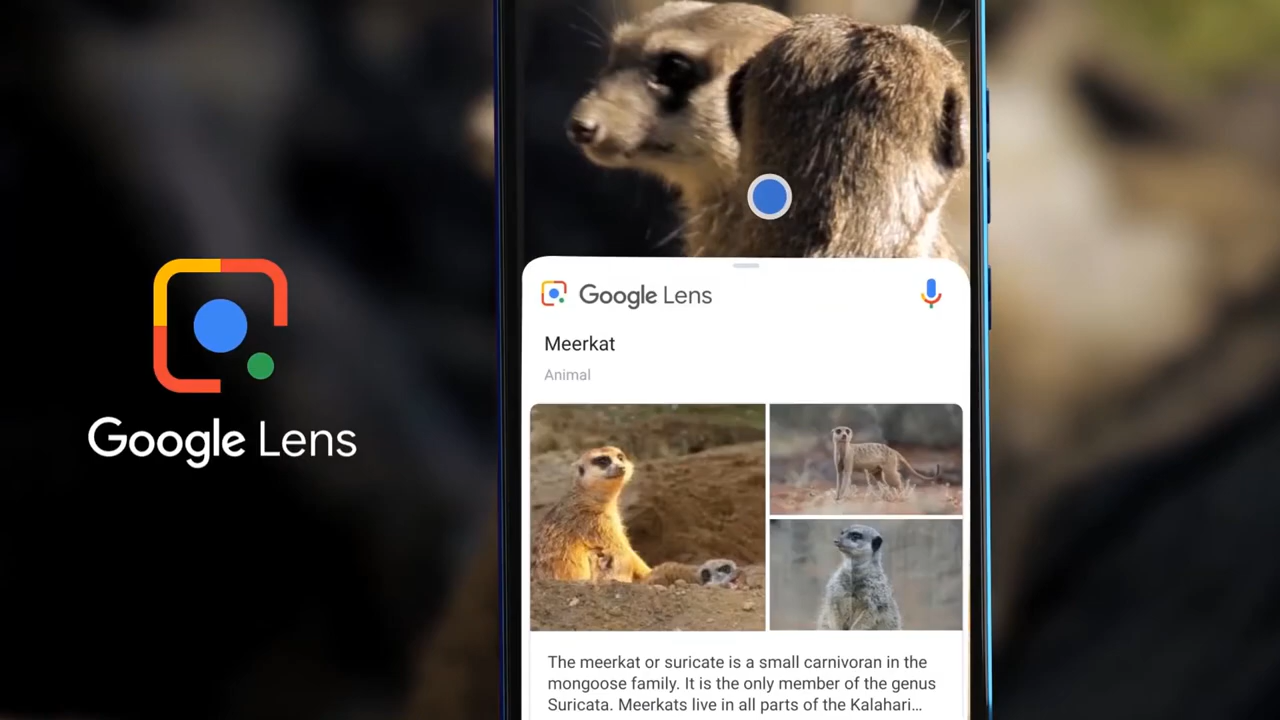 Google Lens
Google Lens
Meerkat
Animal
The meerkat or suricate is a small carnivoran in the
mongoose family. It is the only member of the genus
Suricata. Meerkats live in all parts of the Kalahari...